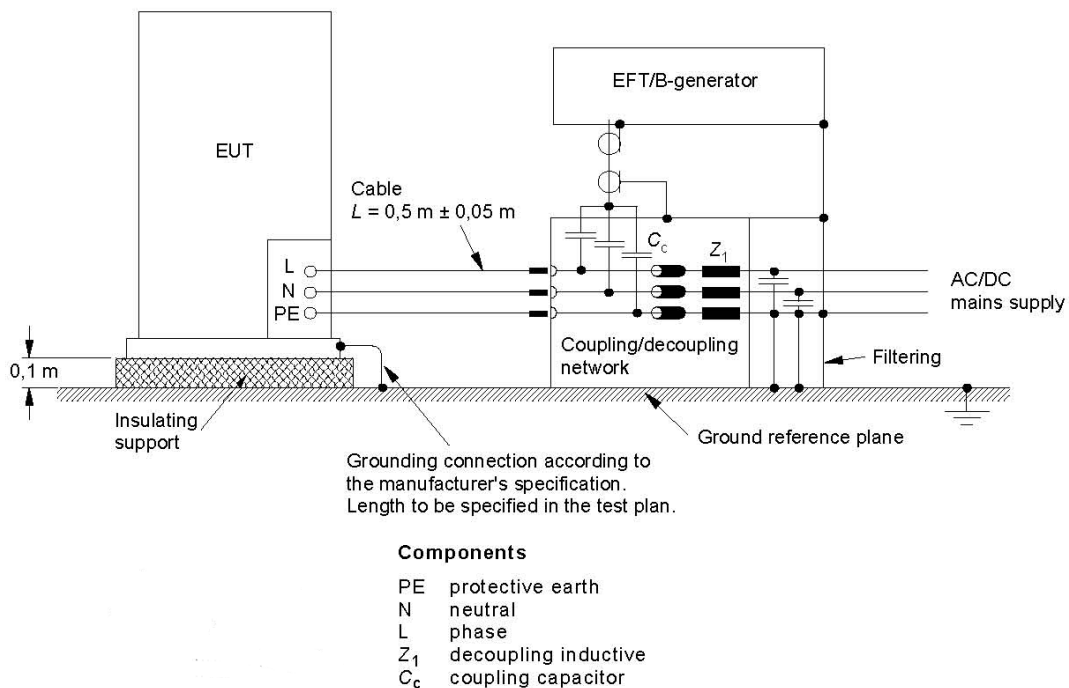 EFT/B-generator
EUT
Cable
L = 0,5 m ± 0,05 m
Cc
Z1
L
N
PE
AC/DC
mains supply
0,1 m
Coupling/decoupling
network
Filtering
Insulating
support
Ground reference plane
Grounding connection according to
the manufacturer's specification.
Length to be specified in the test plan.
Components
PE protective earth
N neutral
L phase
Z1 decoupling inductive
Cc coupling capacitor